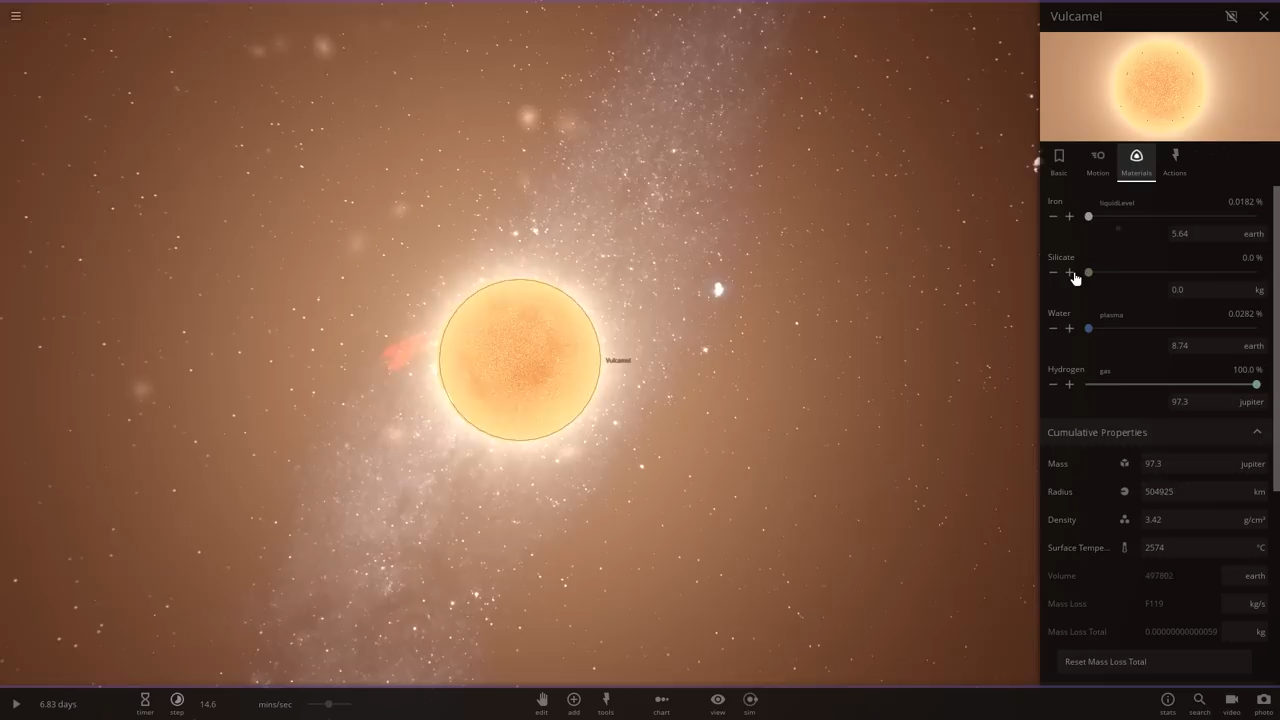 Vulcamel
Basic
Motion
Materials
Actions
Iron liquidLevel 0.0182 %
5.64 earth
Silicate 0.0 %
0.0 kg
Water plasma 0.0282 %
8.74 earth
Hydrogen gas 100.0 %
97.3 jupiter
Cumulative Properties
Mass 97.3 jupiter
Radius 504925 km
Density 3.42 g/cm³
Surface Tempe... 2574 °C
Volume 497802 earth
Mass Loss F119 kg/s
Mass Loss Total 0.00000000000059 kg
Reset Mass Loss Total
Vulcamel
6.83 days
timer
step
14.6 mins/sec
edit
add
tools
chart
view
sim
stats
search
video
photo